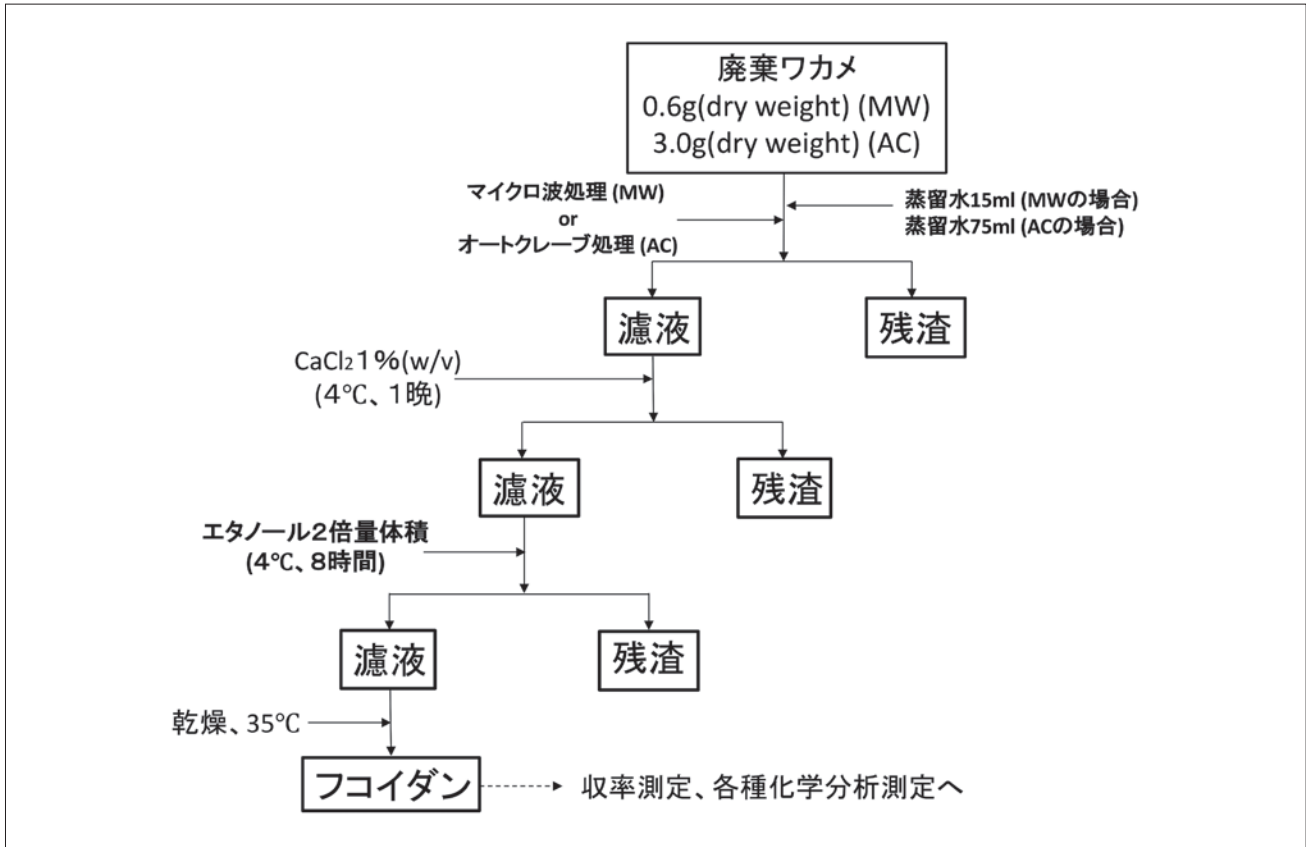 廃棄ワカメ
0.6g(dry weight) (MW)
3.0g(dry weight) (AC)
マイクロ波処理 (MW)
or
オートクレーブ処理 (AC)
蒸留水15ml (MWの場合)
蒸留水75ml (ACの場合)
濾液
残渣
CaCl₂１%(w/v)
(4℃、１晩)
濾液
残渣
エタノール２倍量体積
(4℃、８時間)
濾液
残渣
乾燥、35℃
フコイダン
収率測定、各種化学分析測定へ